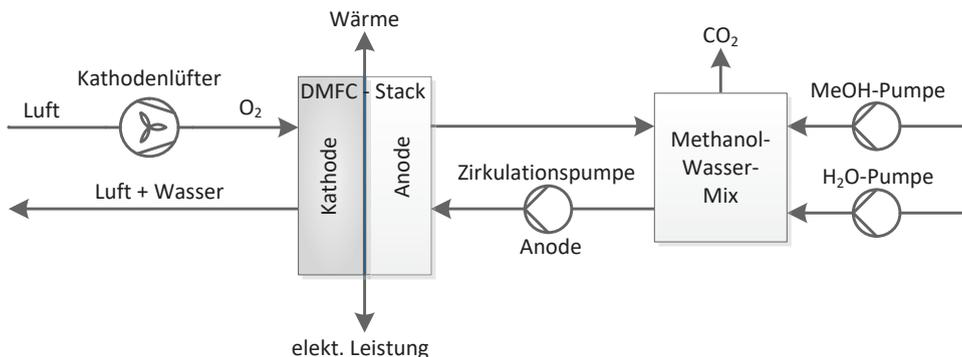 Wärme
CO₂
Kathodenlüfter
DMFC - Stack
MeOH-Pumpe
Luft
O₂
Methanol-
Wasser-
Mix
Kathode
Anode
Zirkulationspumpe
H₂O-Pumpe
Luft + Wasser
Anode
elekt. Leistung